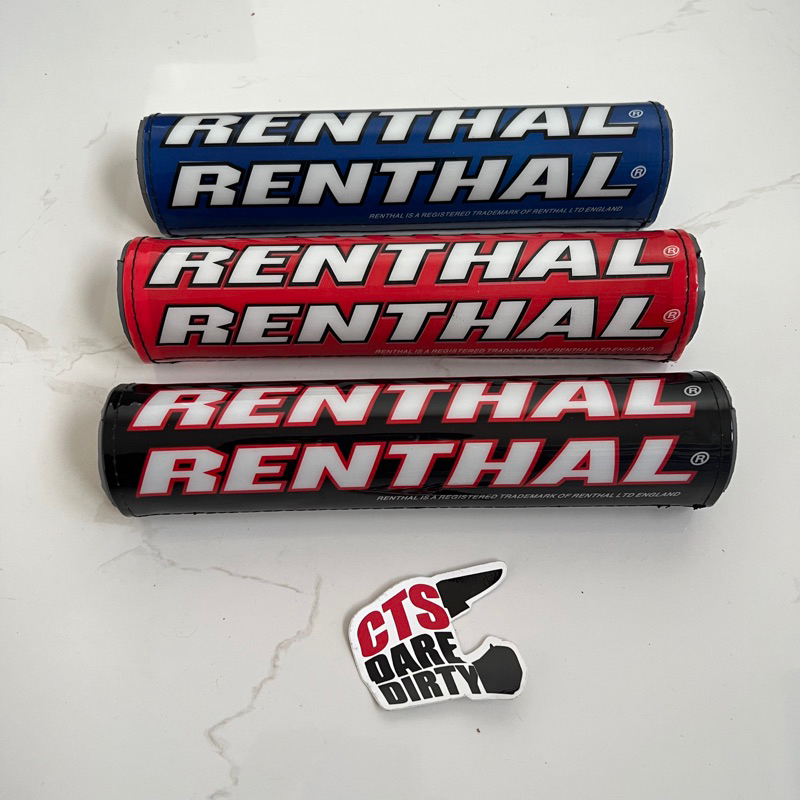 RENTHAL®
RENTHAL®
RENTHAL IS A REGISTERED TRADEMARK OF RENTHAL LTD ENGLAND
RENTHAL®
RENTHAL®
RENTHAL IS A REGISTERED TRADEMARK OF RENTHAL LTD ENGLAND
RENTHAL®
RENTHAL®
RENTHAL IS A REGISTERED TRADEMARK OF RENTHAL LTD ENGLAND
CTS
DARE
DIRTY